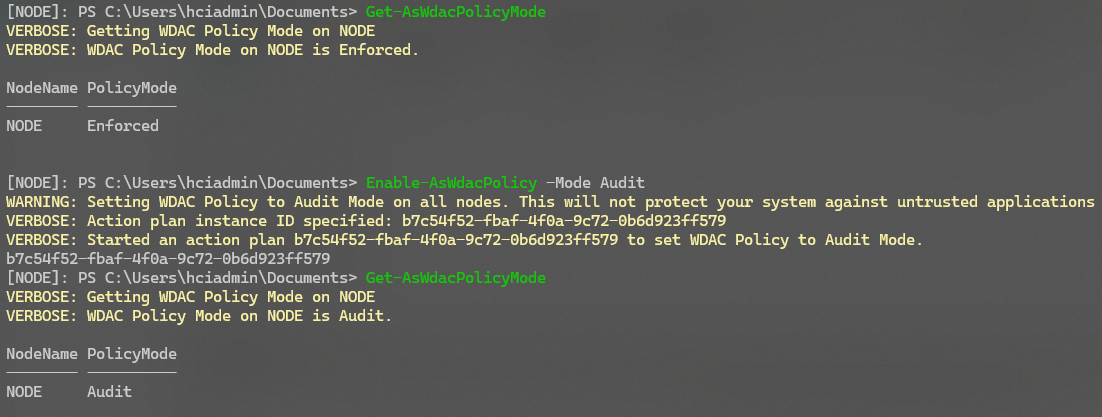 [NODE]: PS C:\Users\hciadmin\Documents> Get-AsWdacPolicyMode
VERBOSE: Getting WDAC Policy Mode on NODE
VERBOSE: WDAC Policy Mode on NODE is Enforced.
NodeName PolicyMode
-------- ----------
NODE     Enforced
[NODE]: PS C:\Users\hciadmin\Documents> Enable-AsWdacPolicy -Mode Audit
WARNING: Setting WDAC Policy to Audit Mode on all nodes. This will not protect your system against untrusted applications
VERBOSE: Action plan instance ID specified: b7c54f52-fbaf-4f0a-9c72-0b6d923ff579
VERBOSE: Started an action plan b7c54f52-fbaf-4f0a-9c72-0b6d923ff579 to set WDAC Policy to Audit Mode.
b7c54f52-fbaf-4f0a-9c72-0b6d923ff579
[NODE]: PS C:\Users\hciadmin\Documents> Get-AsWdacPolicyMode
VERBOSE: Getting WDAC Policy Mode on NODE
VERBOSE: WDAC Policy Mode on NODE is Audit.
NodeName PolicyMode
-------- ----------
NODE     Audit